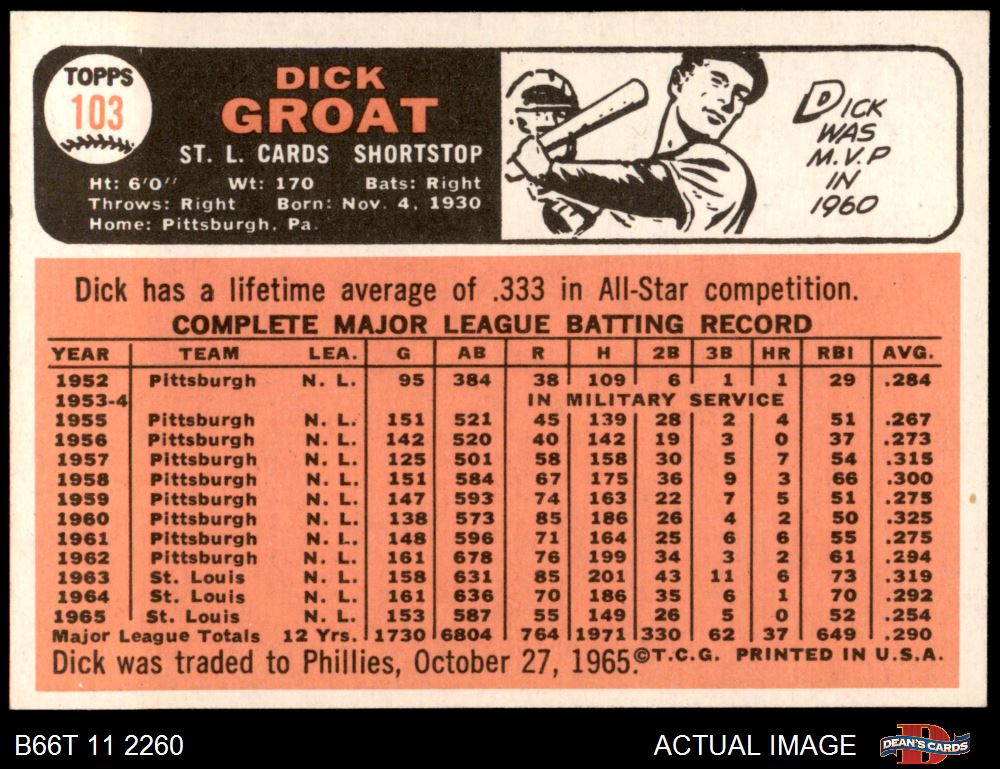 TOPPS
103
DICK
GROAT
ST. L. CARDS SHORTSTOP
Ht: 6'0" Wt: 170 Bats: Right
Throws: Right Born: Nov. 4, 1930
Home: Pittsburgh, Pa.
DICK
WAS
M.V.P
IN
1960
Dick has a lifetime average of .333 in All-Star competition.
COMPLETE MAJOR LEAGUE BATTING RECORD
YEAR TEAM LEA. G AB R H 2B 3B HR RBI AVG.
1952 Pittsburgh N. L. 95 384 38 109 6 1 1 29 .284
1953-4 IN MILITARY SERVICE
1955 Pittsburgh N. L. 151 521 45 139 28 2 4 51 .267
1956 Pittsburgh N. L. 142 520 40 142 19 3 0 37 .273
1957 Pittsburgh N. L. 125 501 58 158 30 5 7 54 .315
1958 Pittsburgh N. L. 151 584 67 175 36 9 3 66 .300
1959 Pittsburgh N. L. 147 593 74 163 22 7 5 51 .275
1960 Pittsburgh N. L. 138 573 85 186 26 4 2 50 .325
1961 Pittsburgh N. L. 148 596 71 164 25 6 6 55 .275
1962 Pittsburgh N. L. 161 678 76 199 34 3 2 61 .294
1963 St. Louis N. L. 158 631 85 201 43 11 6 73 .319
1964 St. Louis N. L. 161 636 70 186 35 6 1 70 .292
1965 St. Louis N. L. 153 587 55 149 26 5 0 52 .254
Major League Totals 12 Yrs. 1730 6804 764 1971 330 62 37 649 .290
Dick was traded to Phillies, October 27, 1965. ©T.C.G. PRINTED IN U.S.A.
B66T 11 2260 ACTUAL IMAGE DEAN'S CARDS